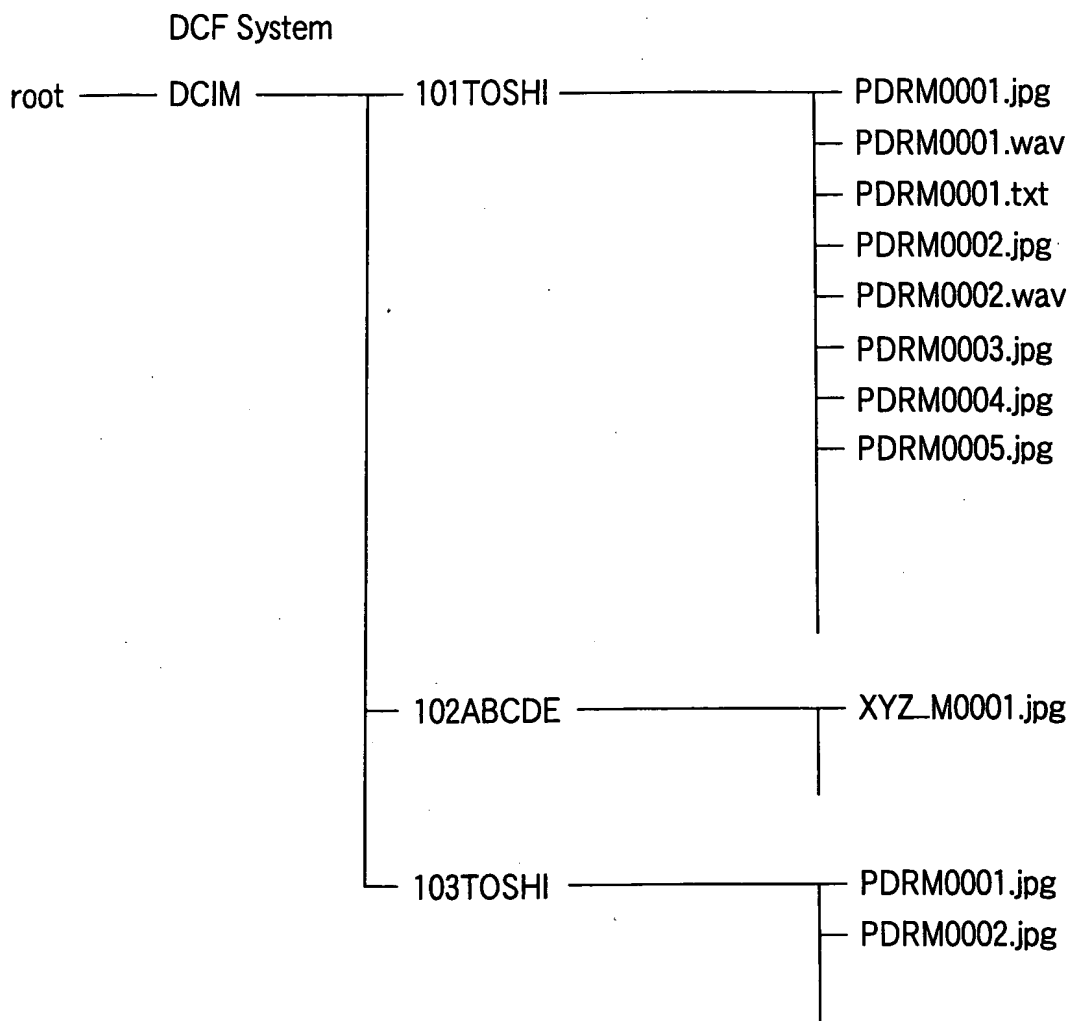 DCF System
root DCIM 101TOSHI PDRM0001.jpg
PDRM0001.wav
PDRM0001.txt
PDRM0002.jpg
PDRM0002.wav
PDRM0003.jpg
PDRM0004.jpg
PDRM0005.jpg
102ABCDE XYZ_M0001.jpg
103TOSHI PDRM0001.jpg
PDRM0002.jpg